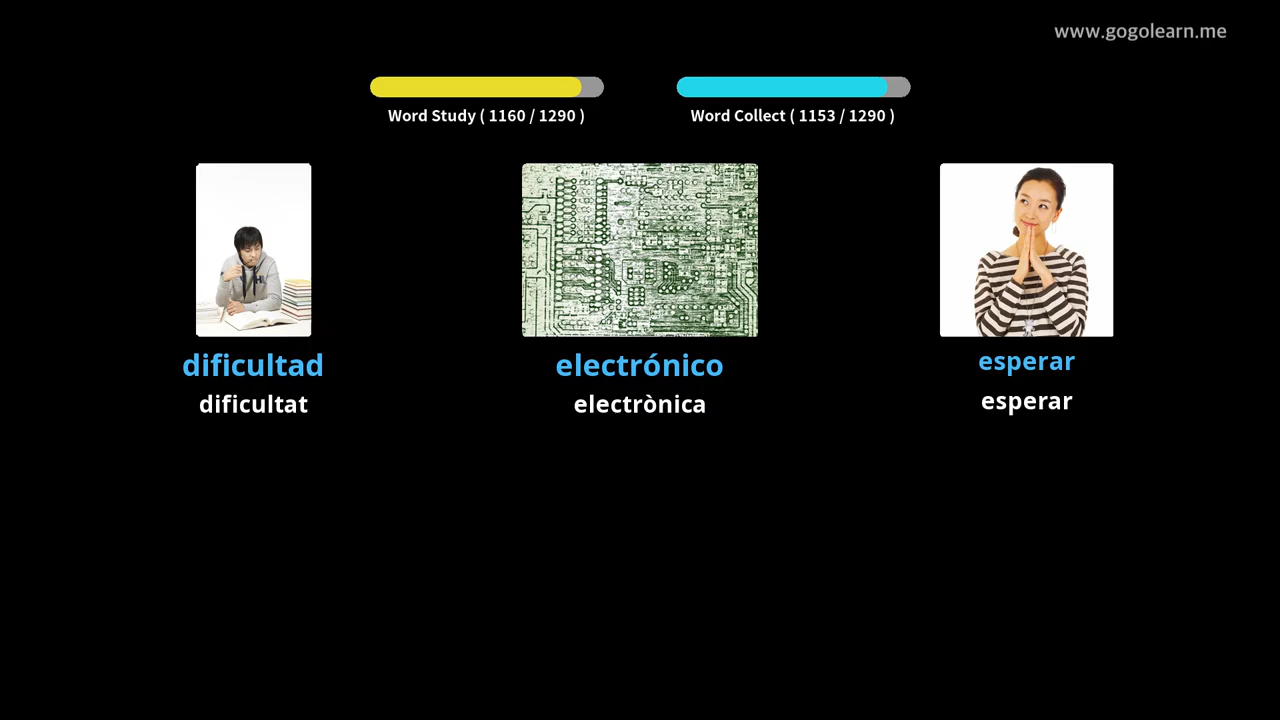 www.gogolearn.me
Word Study ( 1160 / 1290 )
Word Collect ( 1153 / 1290 )
dificultad
dificultat
electrónico
electrònica
esperar
esperar